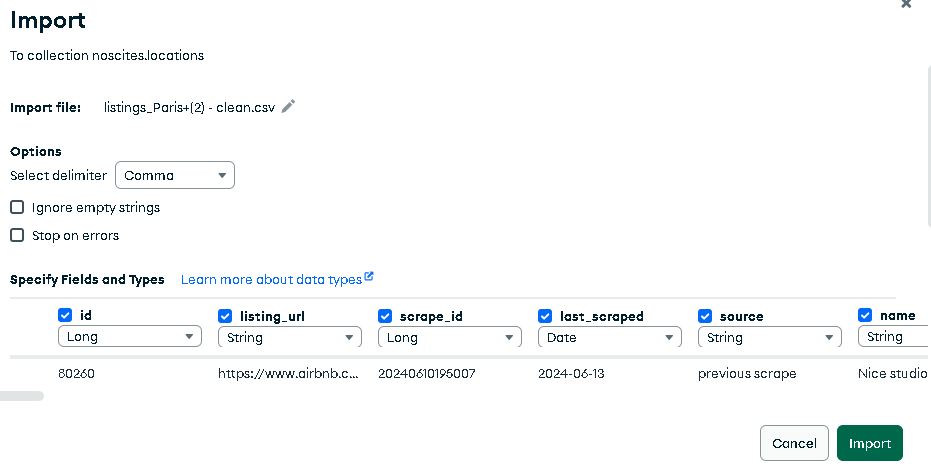 Import
To collection noscites.locations
Import file: listings_Paris+(2) - clean.csv
Options
Select delimiter Comma
Ignore empty strings
Stop on errors
Specify Fields and Types Learn more about data types
id listing_url scrape_id last_scraped source name
Long String Long Date String String
80260 https://www.airbnb.c... 20240610195007 2024-06-13 previous scrape Nice studio
Cancel Import